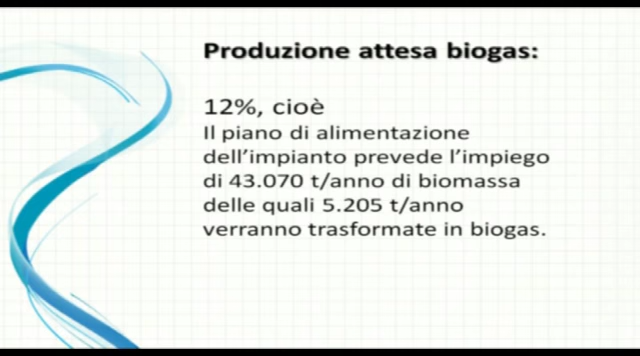 Produzione attesa biogas:
12%, cioè
Il piano di alimentazione
dell'impianto prevede l'impiego
di 43.070 t/anno di biomassa
delle quali 5.205 t/anno
verranno trasformate in biogas.